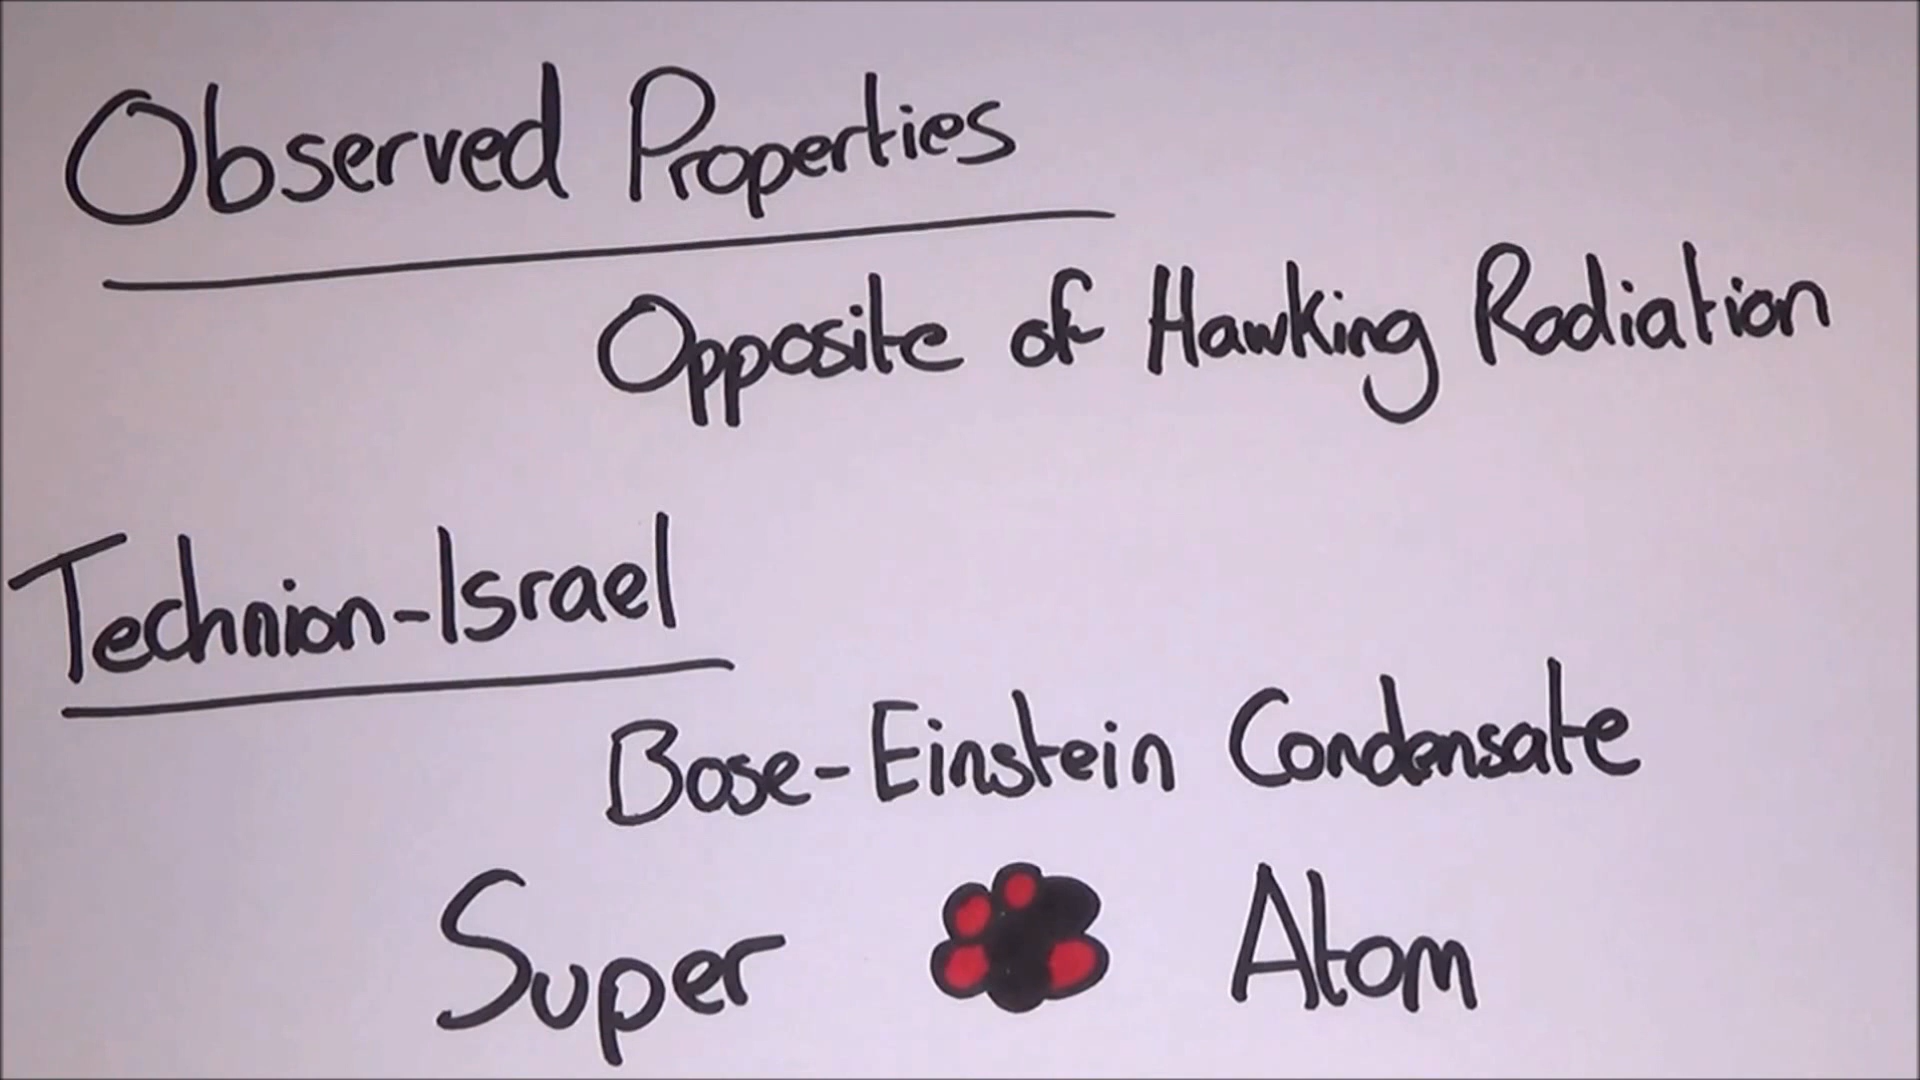 Observed Properties
Opposite of Hawking Radiation
Technion-Israel
Bose-Einstein Condensate
Super Atom